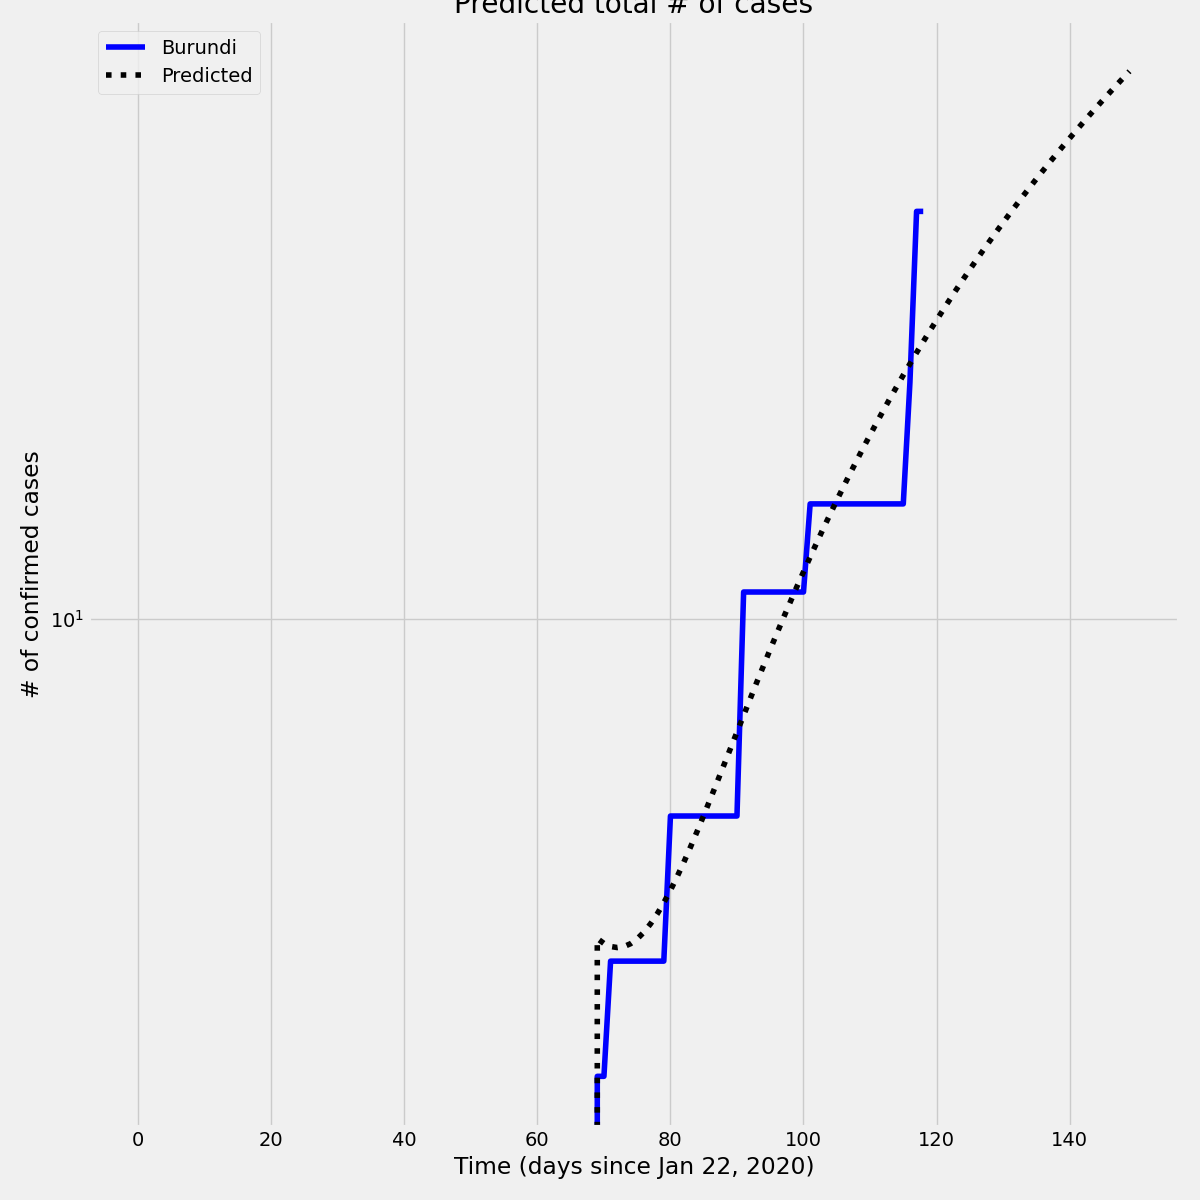 Predicted total # of cases
Burundi
Predicted
# of confirmed cases
10¹
0 20 40 60 80 100 120 140
Time (days since Jan 22, 2020)